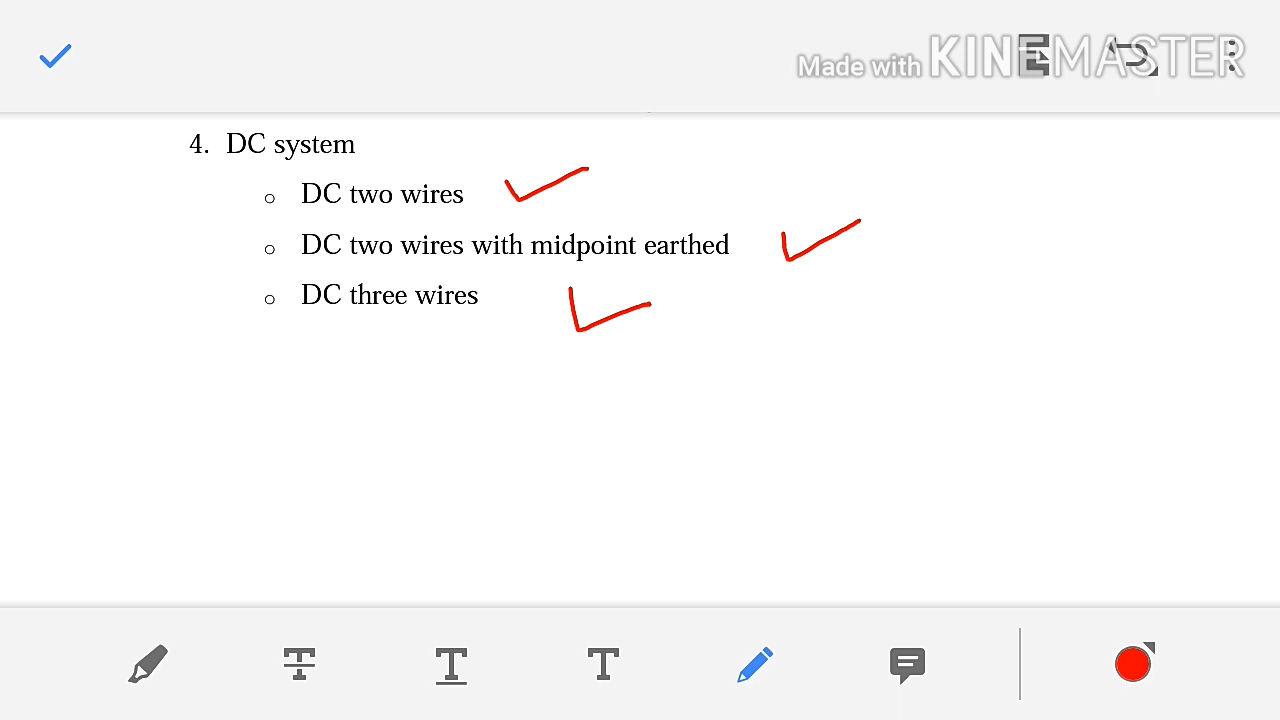 Made with KINEMASTER
4. DC system
○ DC two wires
○ DC two wires with midpoint earthed
○ DC three wires